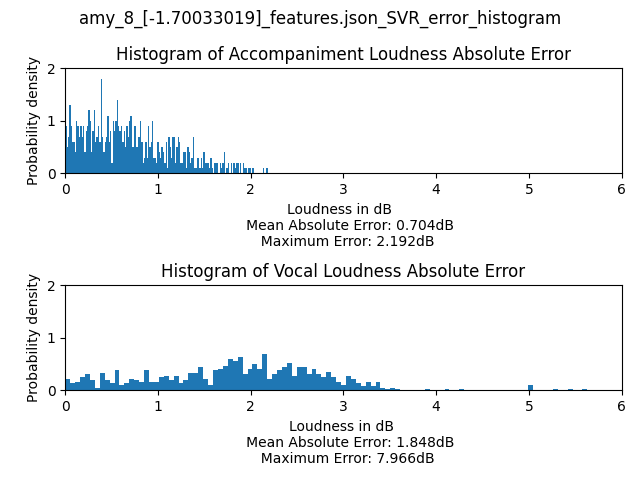 amy_8_[-1.70033019]_features.json_SVR_error_histogram
Histogram of Accompaniment Loudness Absolute Error
Probability density
2
1
0
0 1 2 3 4 5 6
Loudness in dB
Mean Absolute Error: 0.704dB
Maximum Error: 2.192dB
Histogram of Vocal Loudness Absolute Error
Probability density
2
1
0
0 1 2 3 4 5 6
Loudness in dB
Mean Absolute Error: 1.848dB
Maximum Error: 7.966dB